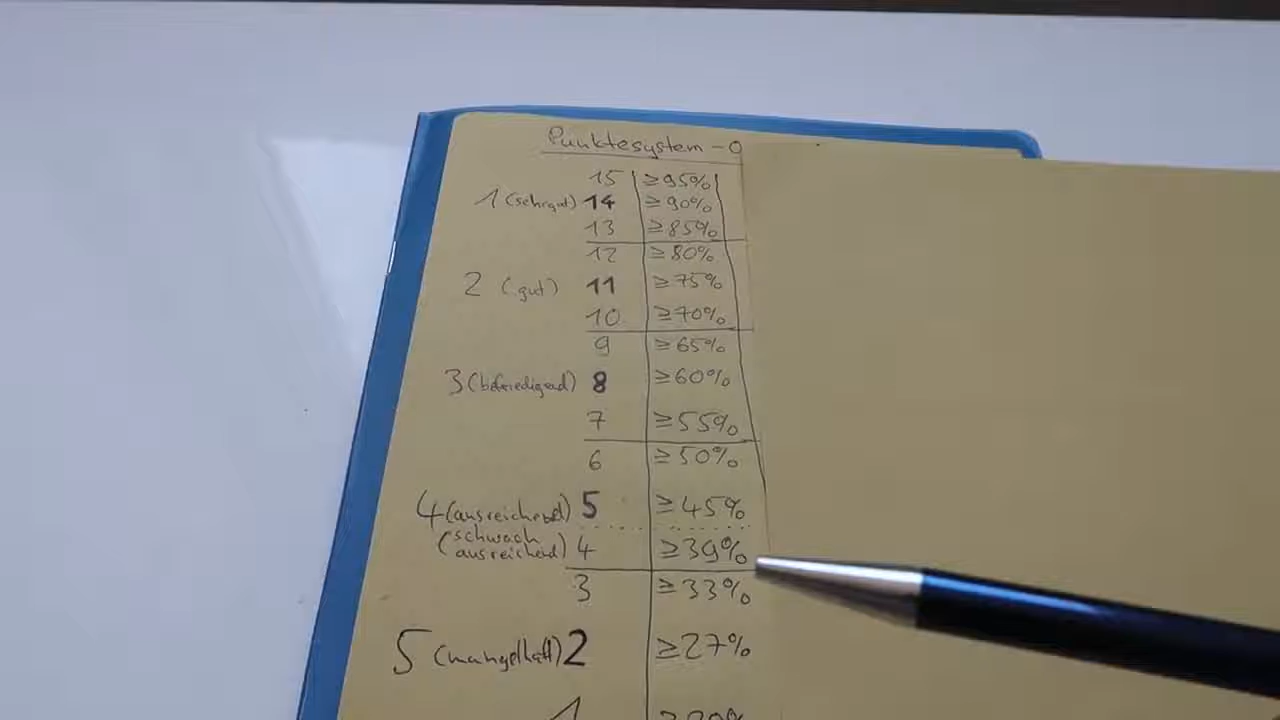 Punktesystem - O
15 ≥95%
1 (sehr gut) 14 ≥90%
13 ≥85%
12 ≥80%
2 (gut) 11 ≥75%
10 ≥70%
9 ≥65%
3 (befriedigend) 8 ≥60%
7 ≥55%
6 ≥50%
4 (ausreichend) 5 ≥45%
(schwach
ausreichend) 4 ≥39%
3 ≥33%
5 (mangelhaft) 2 ≥27%
1 ≥20%